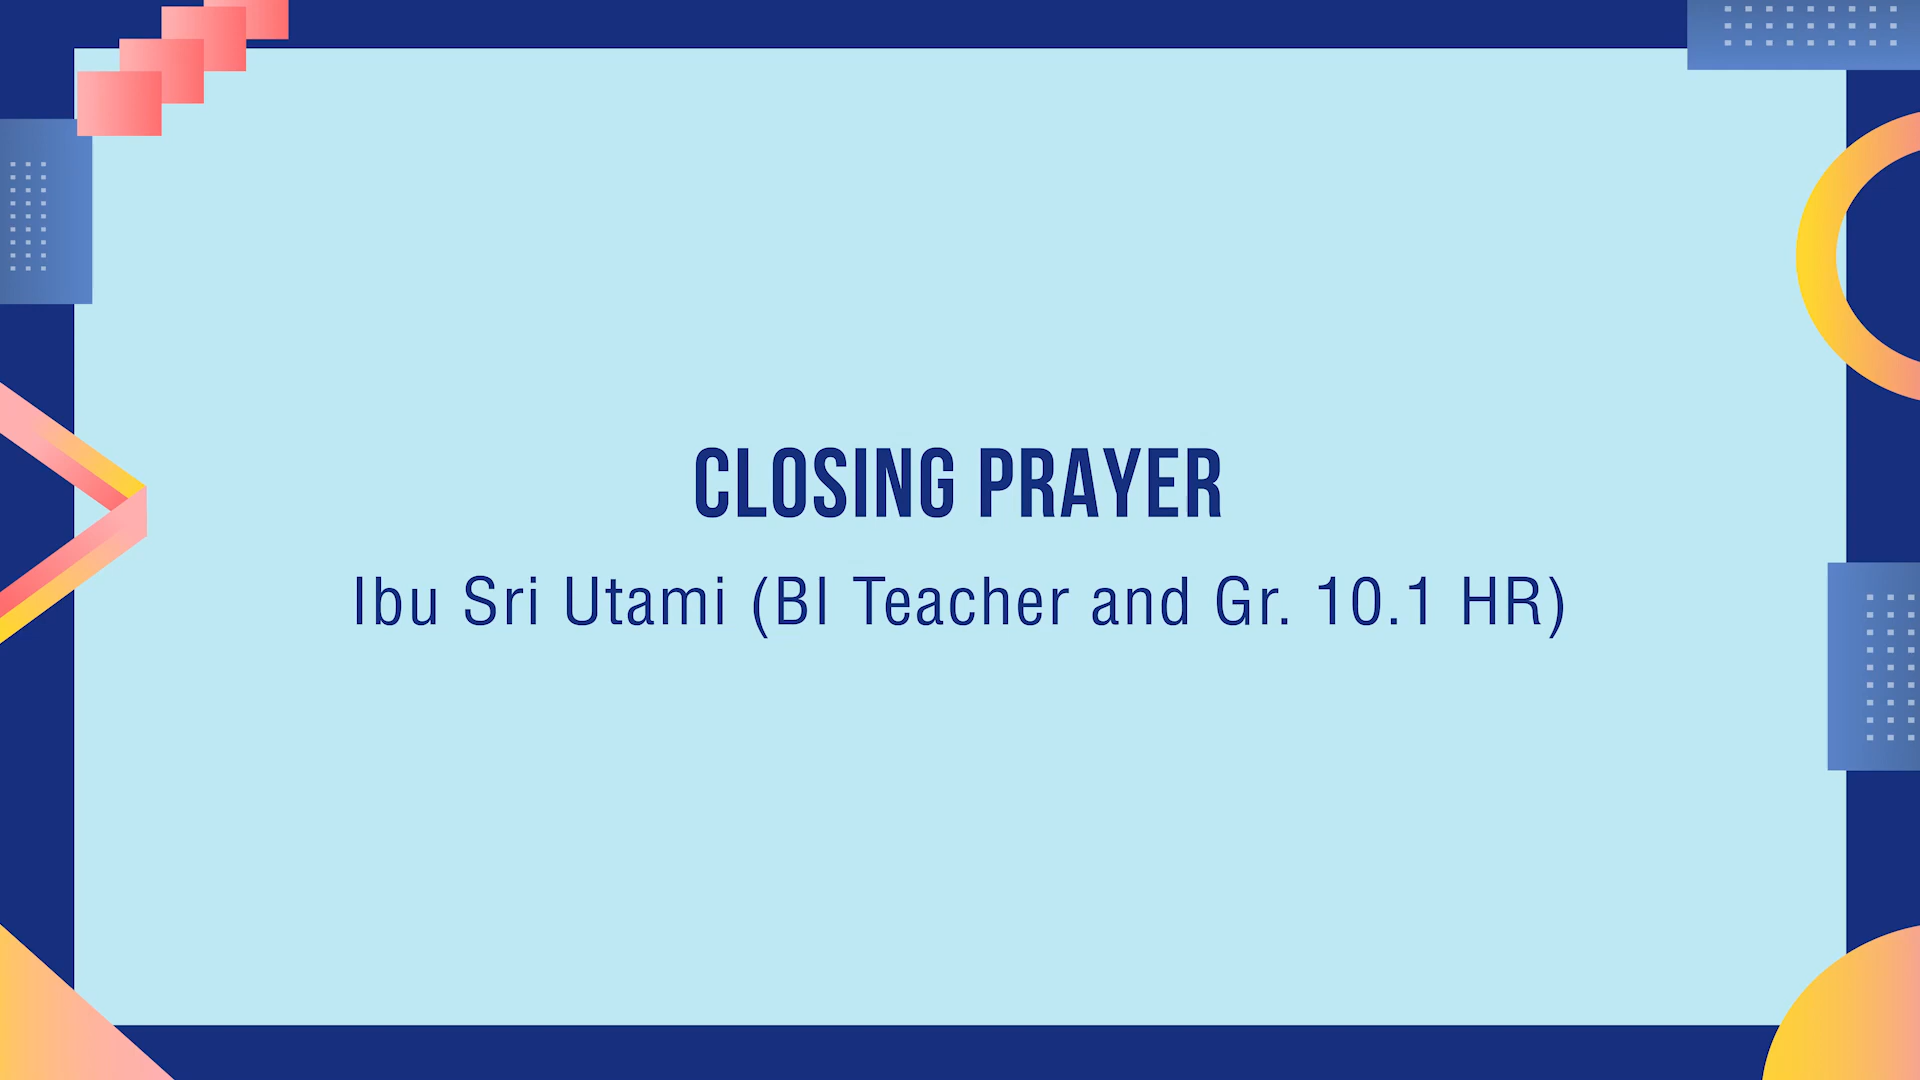 CLOSING PRAYER
Ibu Sri Utami (BI Teacher and Gr. 10.1 HR)